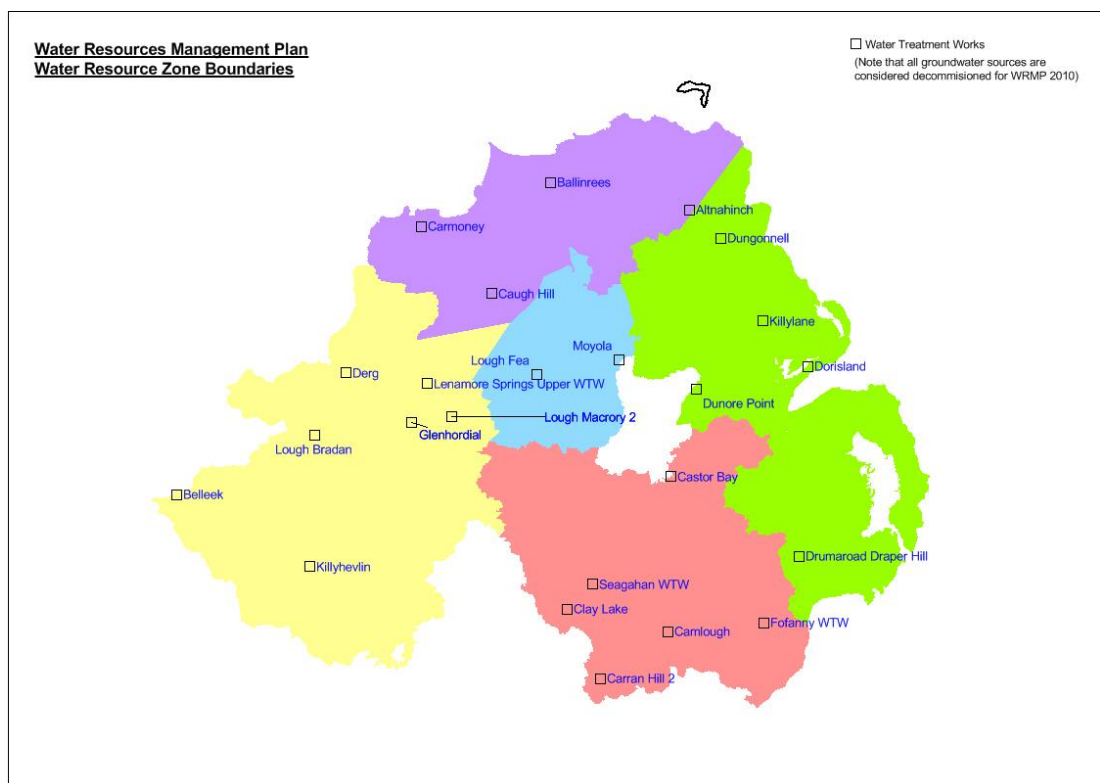 Water Resources Management Plan
Water Resource Zone Boundaries
Water Treatment Works
(Note that all groundwater sources are
considered decommisioned for WRMP 2010)
Ballinrees
Altnahinch
Carmoney
Dungonnell
Caugh Hill
Killylane
Moyola
Lough Fea
Dorisland
Derg
Lenamore Springs Upper WTW
Dunore Point
Lough Macrory 2
Glenhordial
Lough Bradan
Castor Bay
Belleek
Drumaroad Draper Hill
Killyhevlin
Seagahan WTW
Clay Lake
Fofanny WTW
Camlough
Carran Hill 2